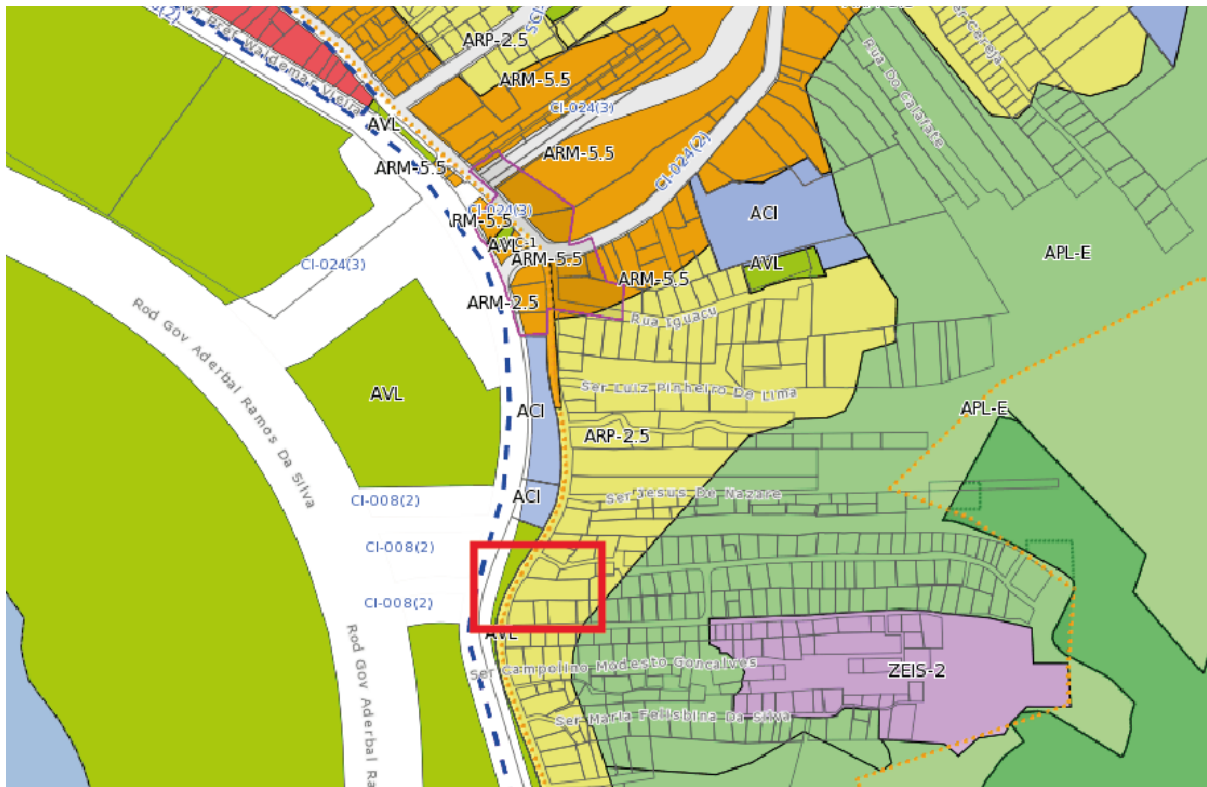 ARP-2.5
ARM-5.5
CI-024(3)
Rua Do Calafate
AVL
ARM-5.5
ARM-5.5
CI-024(2)
CI-024(3)
RM-5.5
ACI
AVL
ARM-5.5
APL-E
CI-024(3)
AVL
ARM-5.5
ARM-2.5
Rua Iguaçu
Rod Gov Aderbal Ramos Da Silva
AVL
Ser Luiz Pinheiro De Lima
ACI
ARP-2.5
APL-E
CI-008(2)
ACI
Ser Jesus De Nazare
CI-008(2)
CI-008(2)
AVL
Rod Gov Aderbal Ra
Ser Campolino Modesto Goncalves
ZEIS-2
Ser Maria Felisbina Da Silva